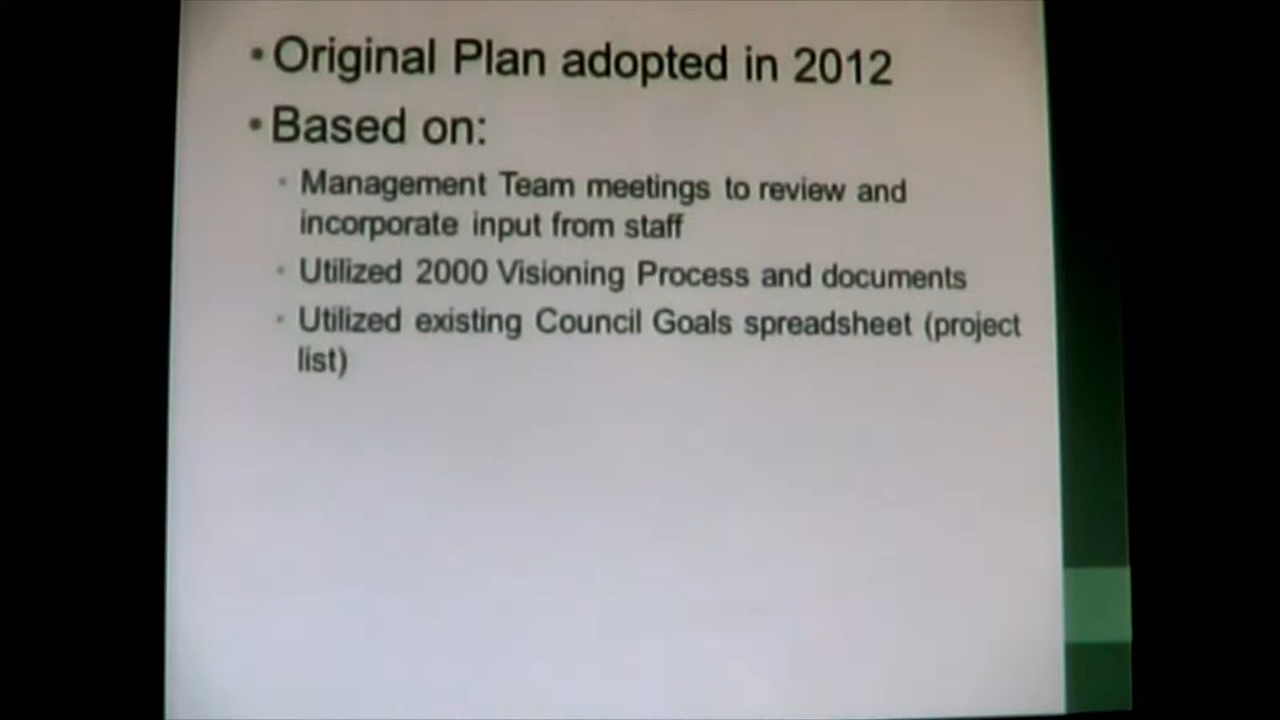 • Original Plan adopted in 2012
• Based on:
• Management Team meetings to review and
incorporate input from staff
• Utilized 2000 Visioning Process and documents
• Utilized existing Council Goals spreadsheet (project
list)